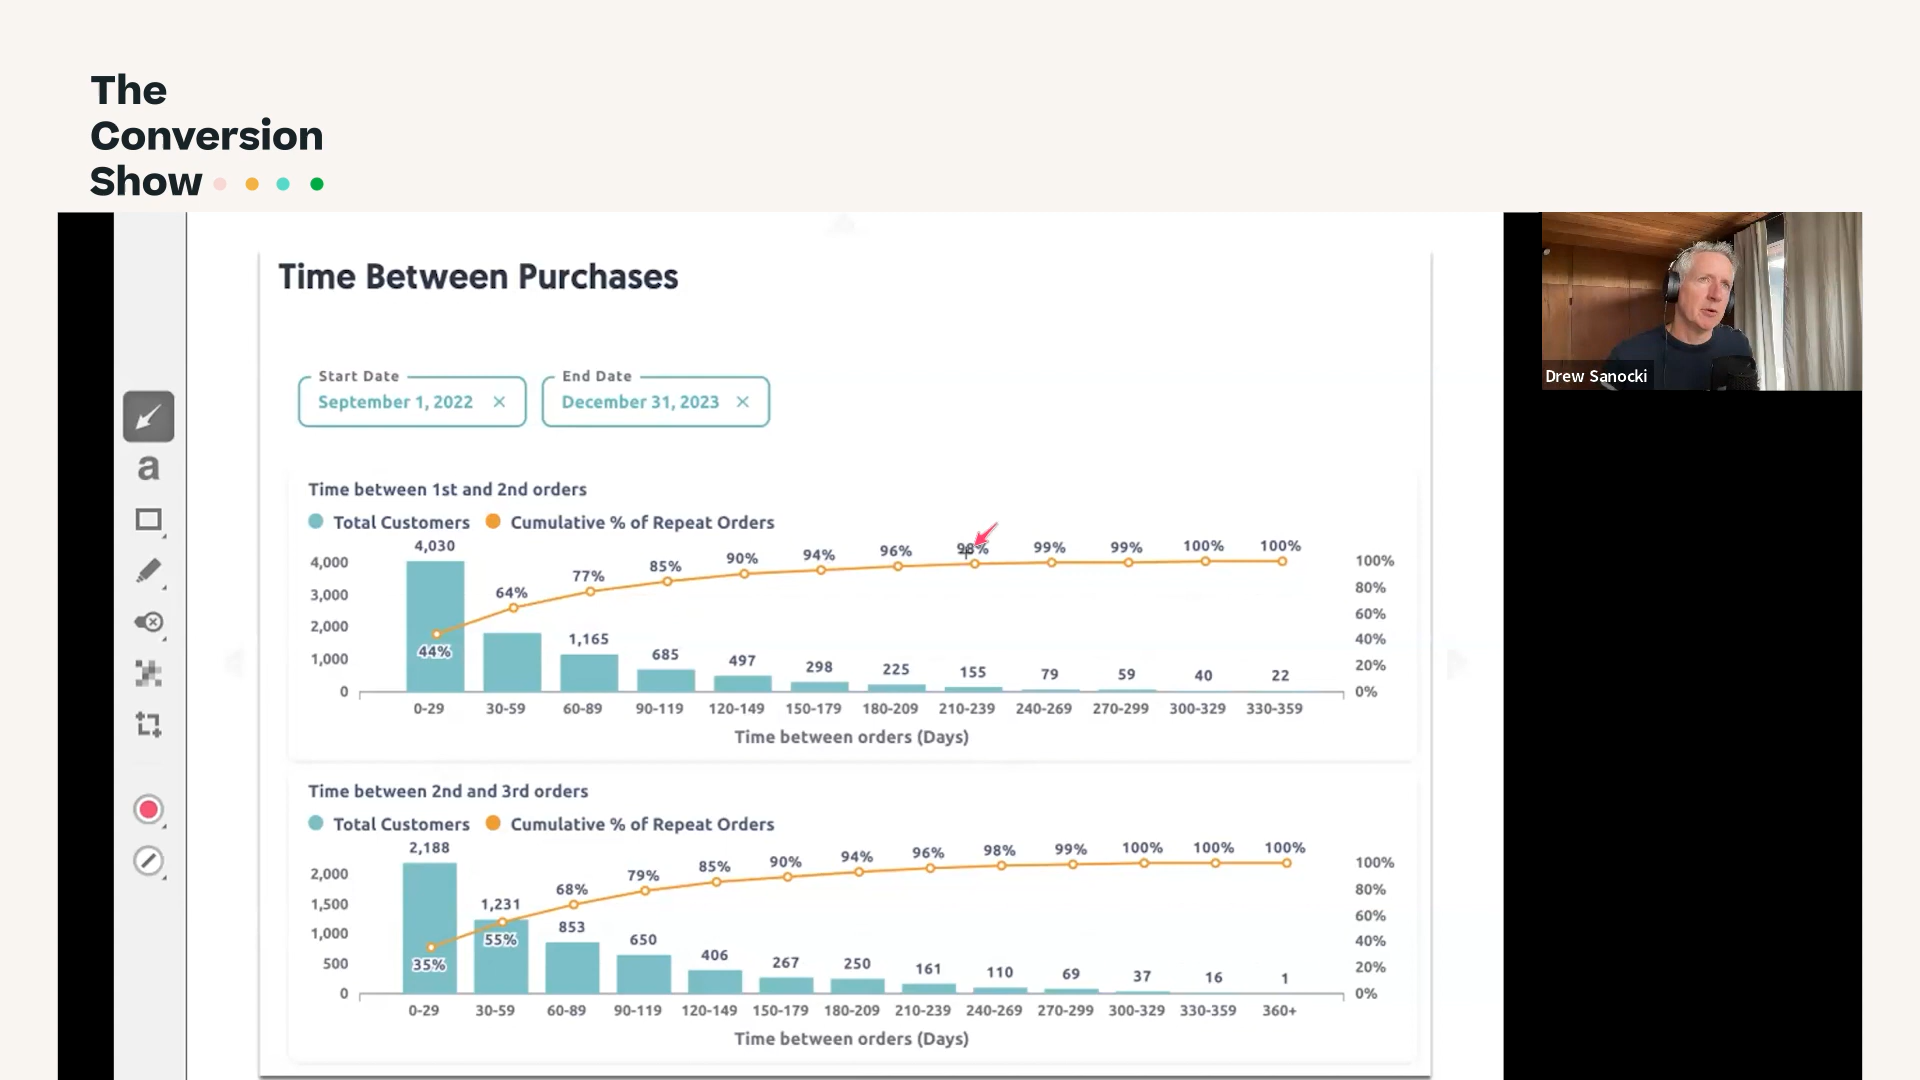 The
Conversion
Show
Time Between Purchases
Start Date
September 1, 2022 ×
End Date
December 31, 2023 ×
a
Time between 1st and 2nd orders
Total Customers Cumulative % of Repeat Orders
4,030 90% 94% 96% 98% 99% 99% 100% 100%
44% 64% 77% 85%
1,165 685 497 298 225 155 79 59 40 22
4,000
3,000
2,000
1,000
0
100%
80%
60%
40%
20%
0%
0-29 30-59 60-89 90-119 120-149 150-179 180-209 210-239 240-269 270-299 300-329 330-359
Time between orders (Days)
Time between 2nd and 3rd orders
Total Customers Cumulative % of Repeat Orders
2,188 1,231 853 650 406 267 250 161 110 69 37 16 1
35% 55% 68% 79% 85% 90% 94% 96% 98% 99% 100% 100% 100%
2,000
1,500
1,000
500
0
100%
80%
60%
40%
20%
0%
0-29 30-59 60-89 90-119 120-149 150-179 180-209 210-239 240-269 270-299 300-329 330-359 360+
Time between orders (Days)
Drew Sanocki